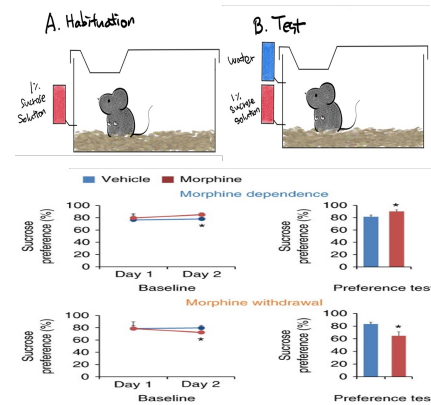 A. Habituation
B. Test
1%
sucrose
solution
water
1%
sucrose
solution
Vehicle Morphine
Morphine dependence
Sucrose
preference (%)
100
80
60
40
20
0
*
Day 1 Day 2
Baseline
Sucrose
preference (%)
100
80
60
40
20
0
*
Preference tes
Morphine withdrawal
Sucrose
preference (%)
100
80
60
40
20
0
*
Day 1 Day 2
Baseline
Sucrose
preference (%)
100
80
60
40
20
0
*
Preference tes